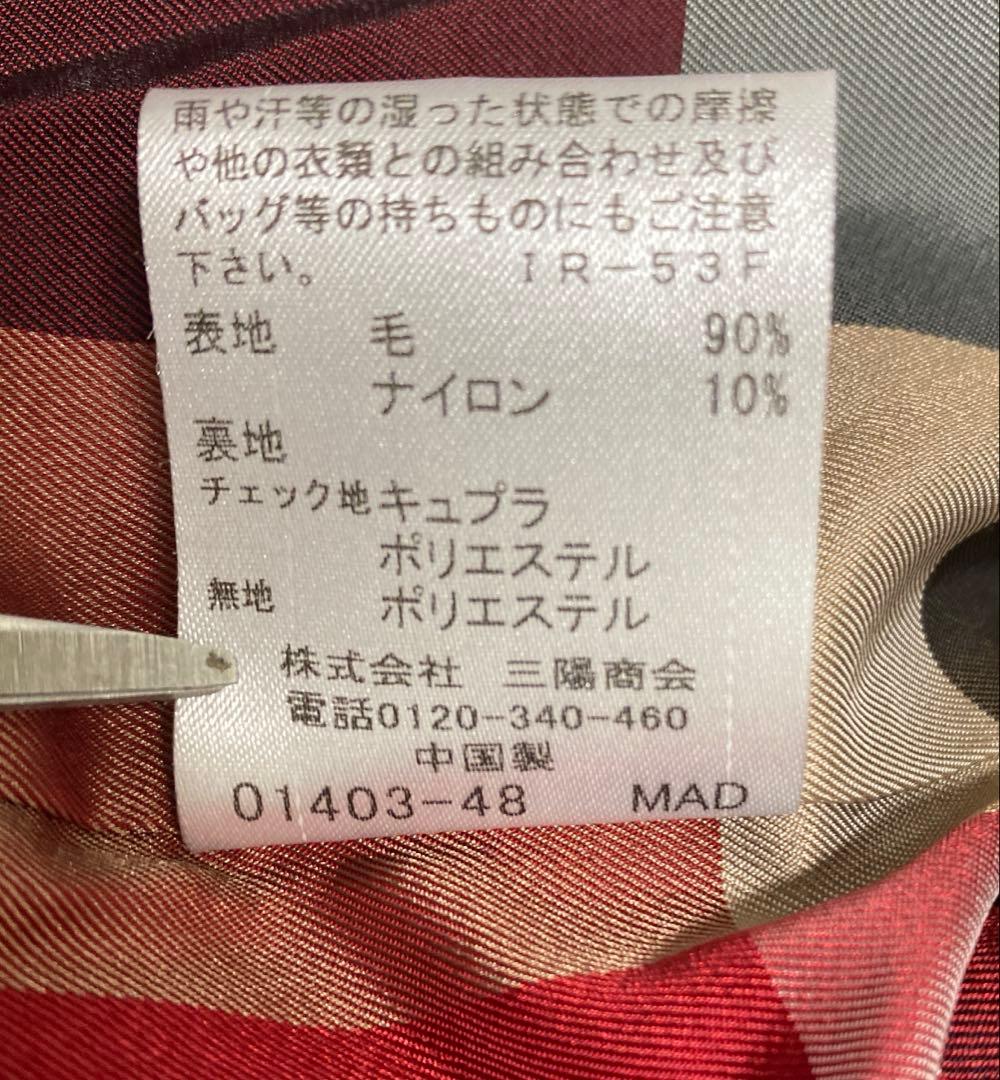 雨や汗等の湿った状態での摩擦
や他の衣類との組み合わせ及び
バッグ等の持ちものにもご注意
下さい。 IR-53F
表地 毛 90%
ナイロン 10%
裏地
チェック地 キュプラ
ポリエステル
無地 ポリエステル
株式会社 三陽商会
電話0120-340-460
中国製
01403-48 MAD